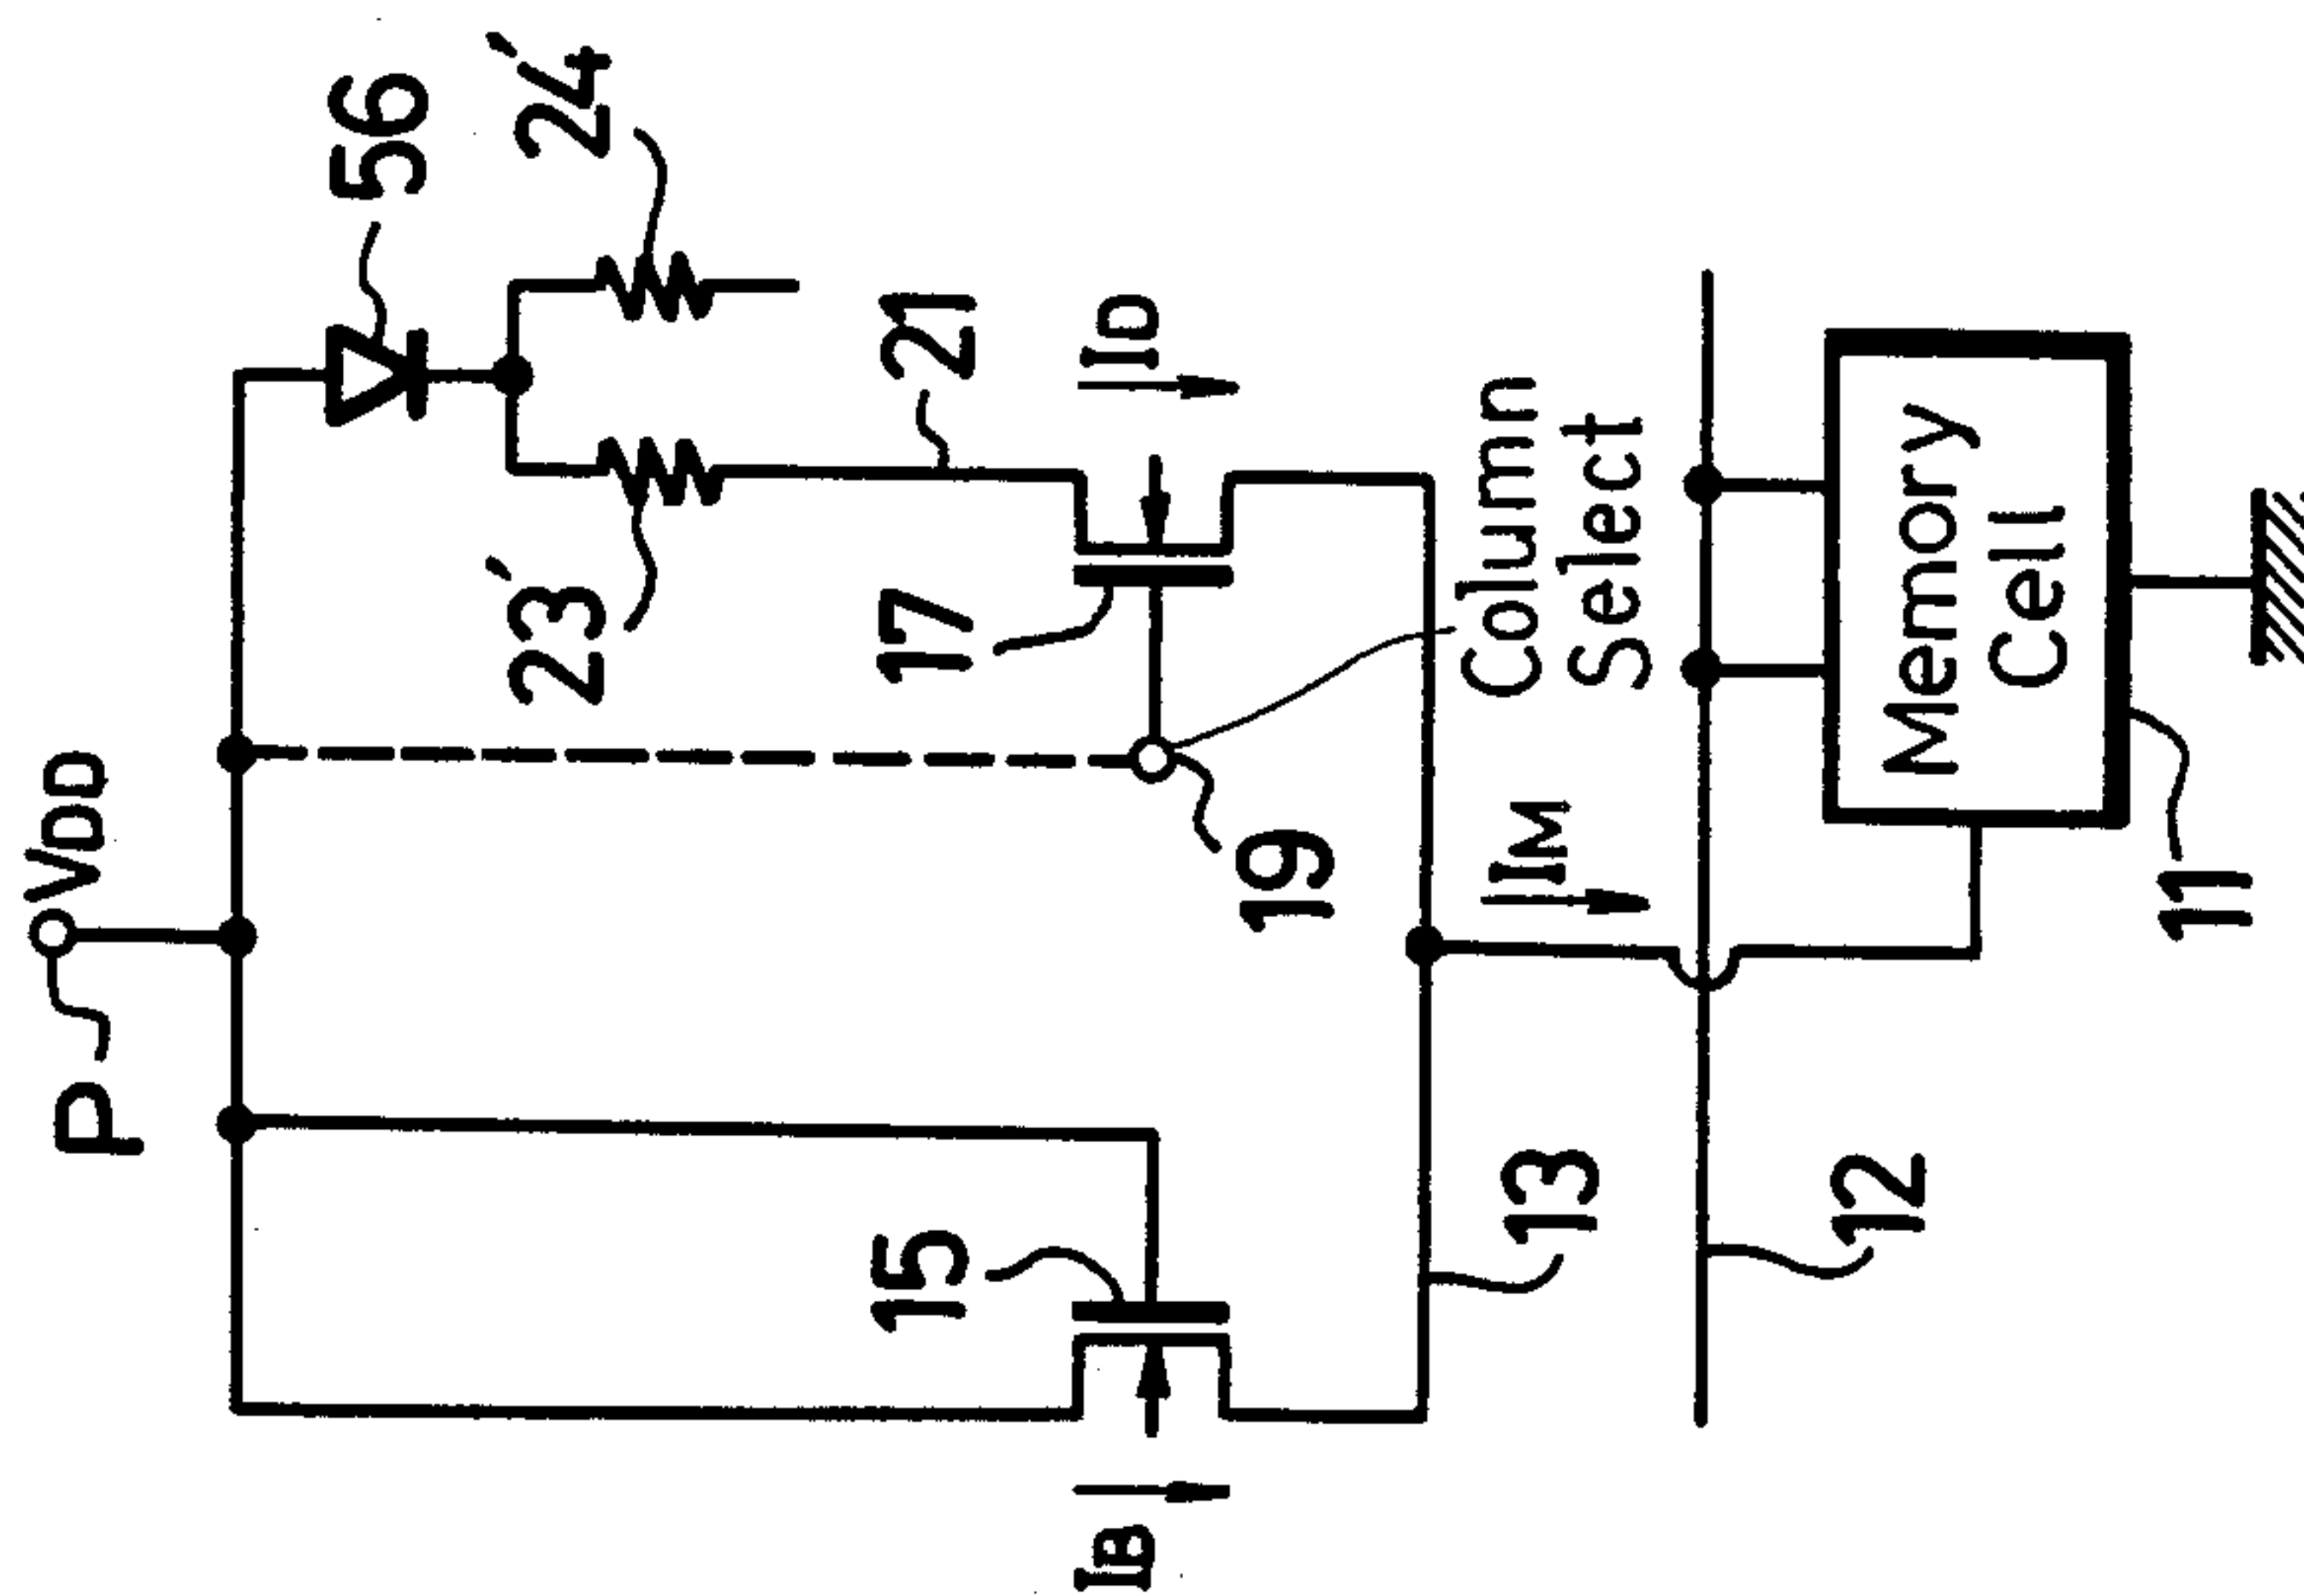 P
VDD
56
23′
24′
15
17
21
IB
ID
19
Column
Select
IM
13
12
Memory
Cell
11